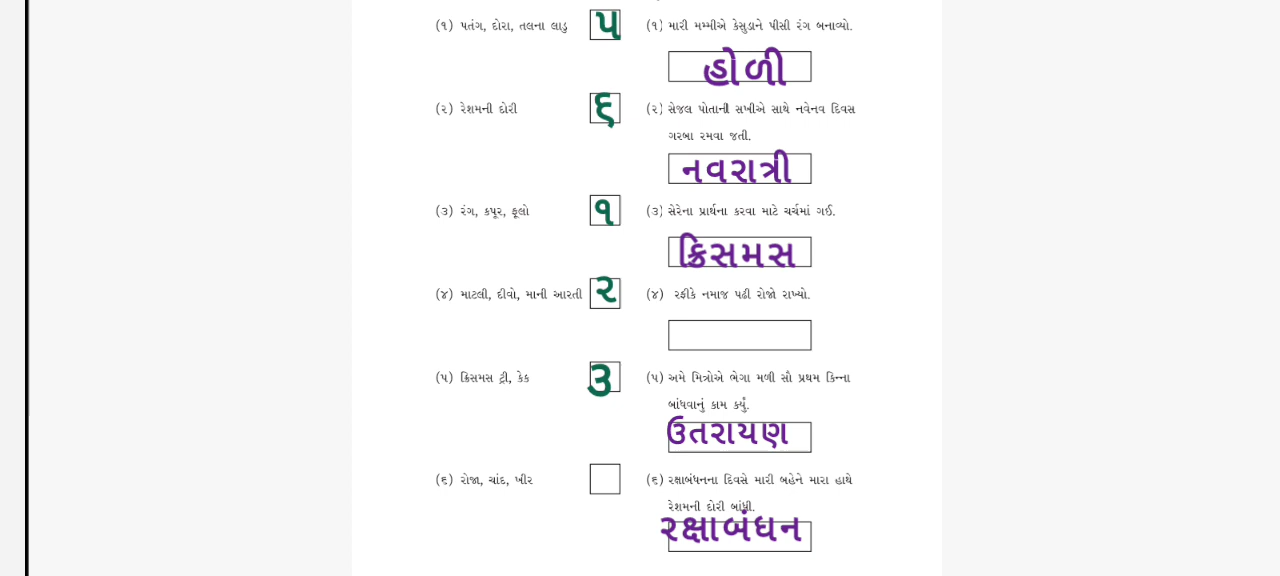 (૧) પતંગ, દોરા, તલના લાડુ ૫ (૧) મારી મમ્મીએ કેસુડાને પીસી રંગ બનાવ્યો.
હોળી
(૨) રેશમની દોરી ૬ (૨) સેજલ પોતાની સખીએ સાથે નવેનવ દિવસ
ગરબા રમવા જતી.
નવરાત્રી
(૩) રંગ, કપૂર, ફૂલો ૧ (૩) સેરેના પ્રાર્થના કરવા માટે ચર્ચમાં ગઈ.
ક્રિસમસ
(૪) માટલી, દીવો, માની આરતી ૨ (૪) રફીકે નમાજ પઢી રોજો રાખ્યો.
(૫) ક્રિસમસ ટ્રી, કેક ૩ (૫) અમે મિત્રોએ ભેગા મળી સૌ પ્રથમ કિન્ના
બાંધવાનું કામ કર્યું.
ઉતરાયણ
(૬) રોજા, ચાંદ, ખીર (૬) રક્ષાબંધનના દિવસે મારી બહેને મારા હાથે
રેશમની દોરી બાંધી.
રક્ષાબંધન